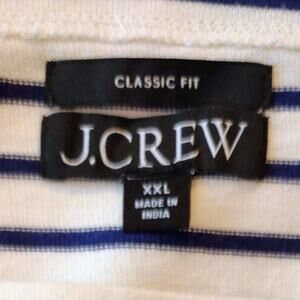 CLASSIC FIT
J.CREW
XXL
MADE IN
INDIA